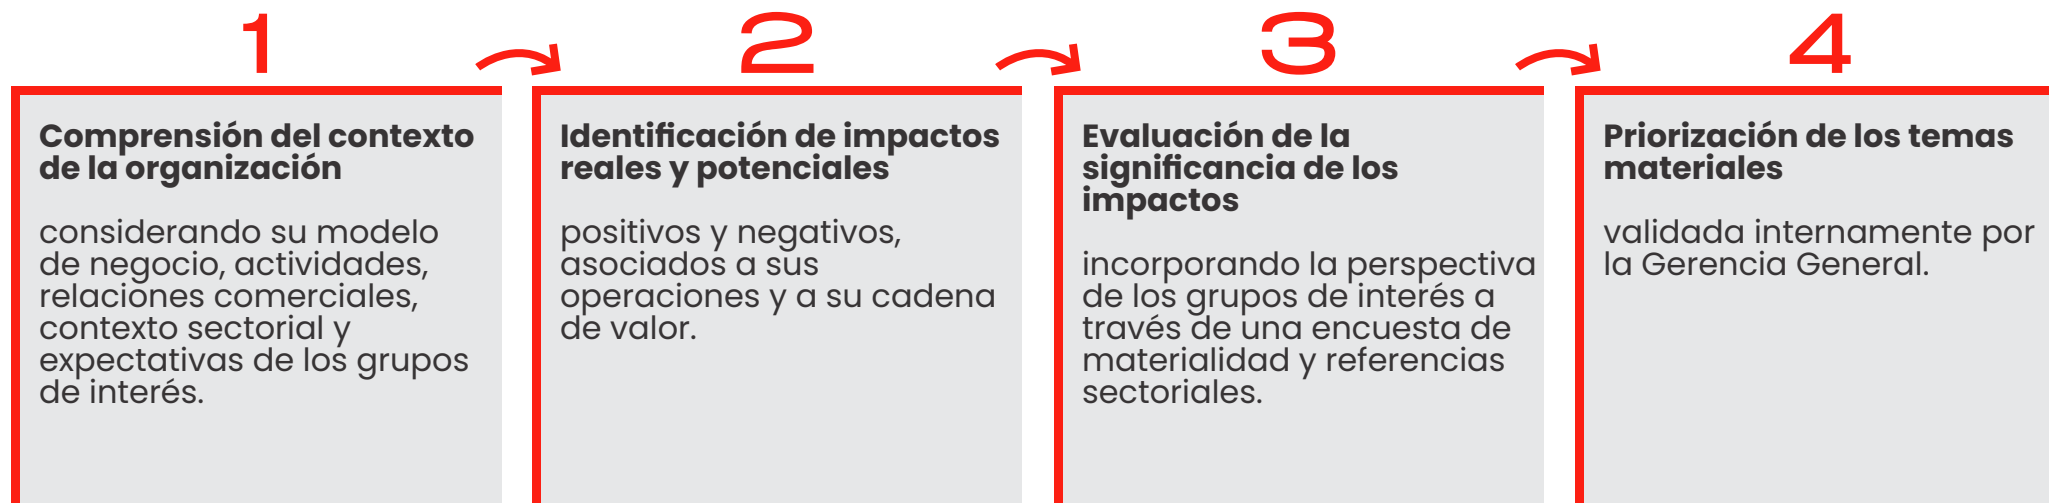 1
Comprensión del contexto
de la organización
considerando su modelo
de negocio, actividades,
relaciones comerciales,
contexto sectorial y
expectativas de los grupos
de interés.
2
Identificación de impactos
reales y potenciales
positivos y negativos,
asociados a sus
operaciones y a su cadena
de valor.
3
Evaluación de la
significancia de los
impactos
incorporando la perspectiva
de los grupos de interés a
través de una encuesta de
materialidad y referencias
sectoriales.
4
Priorización de los temas
materiales
validada internamente por
la Gerencia General.